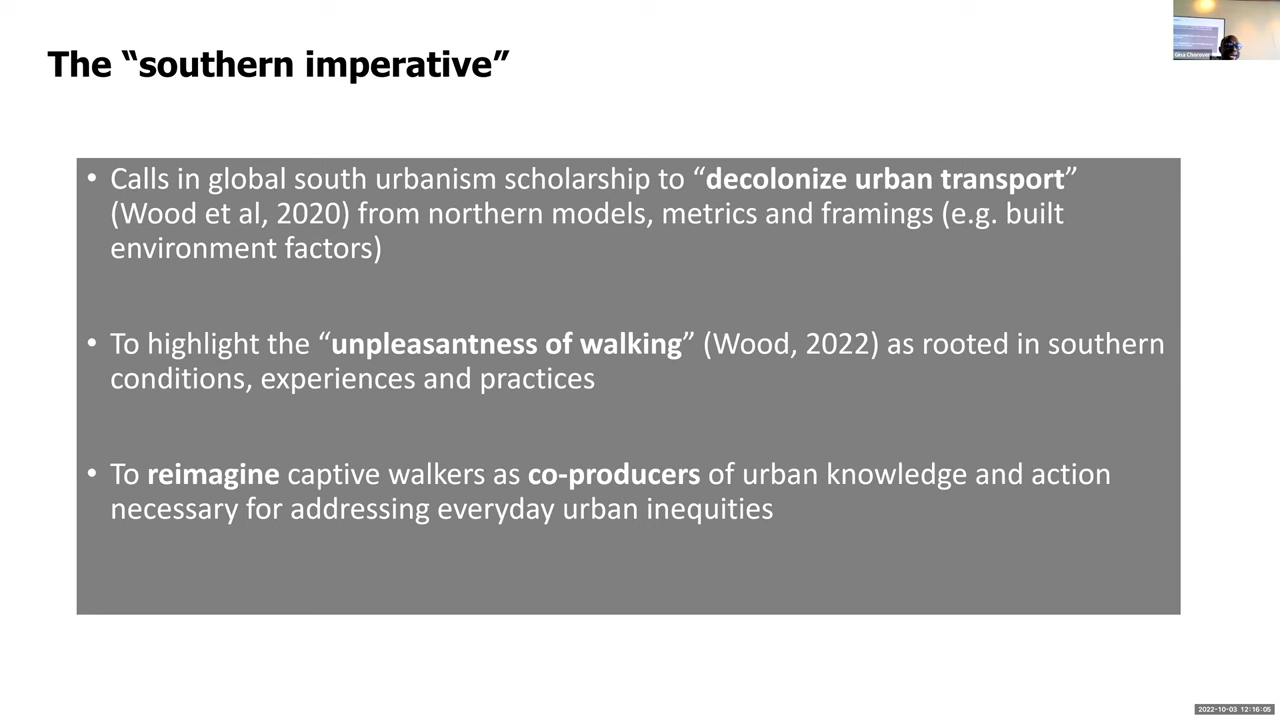 The “southern imperative”
• Calls in global south urbanism scholarship to “decolonize urban transport”
(Wood et al, 2020) from northern models, metrics and framings (e.g. built
environment factors)
• To highlight the “unpleasantness of walking” (Wood, 2022) as rooted in southern
conditions, experiences and practices
• To reimagine captive walkers as co-producers of urban knowledge and action
necessary for addressing everyday urban inequities
Gina Chorover
2022-10-03 12:16:05